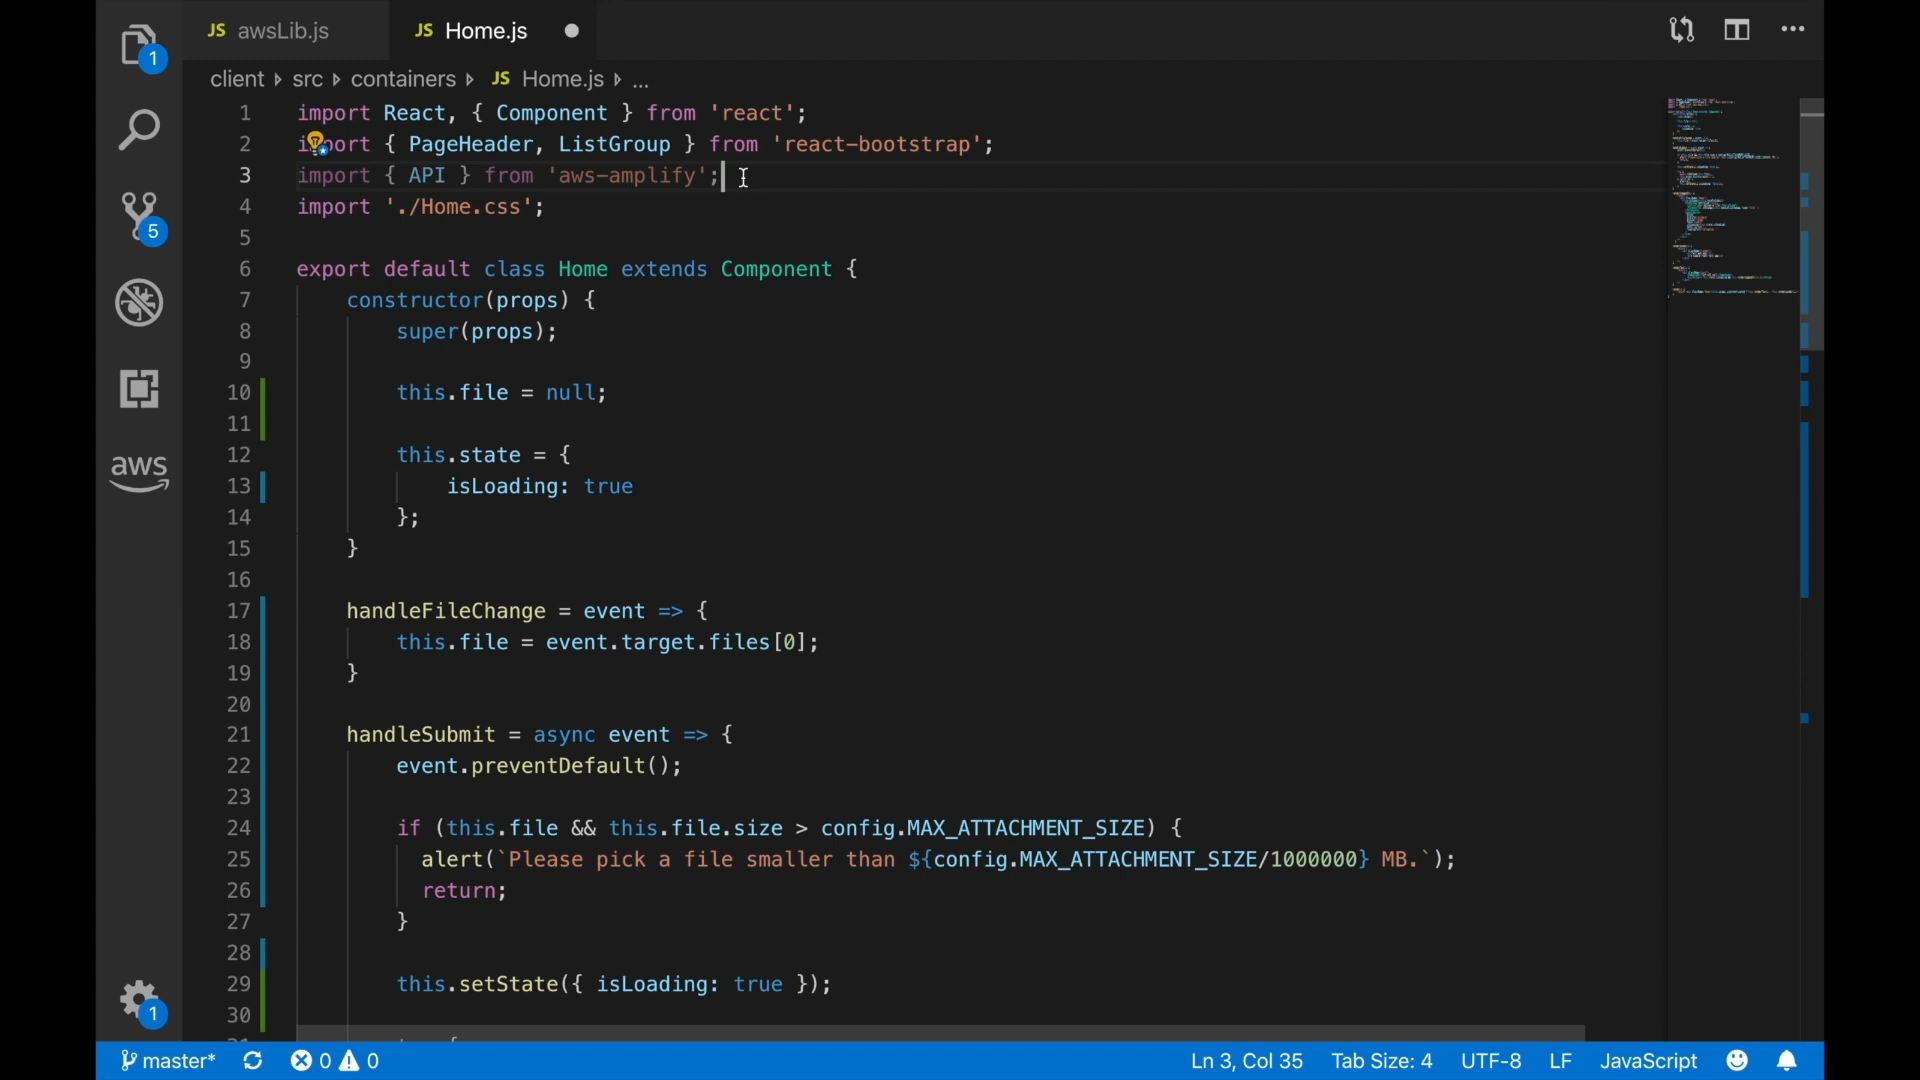 JS awsLib.js JS Home.js
client src containers JS Home.js ...
1 import React, { Component } from 'react';
2 import { PageHeader, ListGroup } from 'react-bootstrap';
3 import { API } from 'aws-amplify';
4 import './Home.css';
5
6 export default class Home extends Component {
7 constructor(props) {
8 super(props);
9
10 this.file = null;
11
12 this.state = {
13 isLoading: true
14 };
15 }
16
17 handleFileChange = event => {
18 this.file = event.target.files[0];
19 }
20
21 handleSubmit = async event => {
22 event.preventDefault();
23
24 if (this.file && this.file.size > config.MAX_ATTACHMENT_SIZE) {
25 alert(`Please pick a file smaller than ${config.MAX_ATTACHMENT_SIZE/1000000} MB.`);
26 return;
27 }
28
29 this.setState({ isLoading: true });
30
1
5
aws
1
master* 0 0 Ln 3, Col 35 Tab Size: 4 UTF-8 LF JavaScript